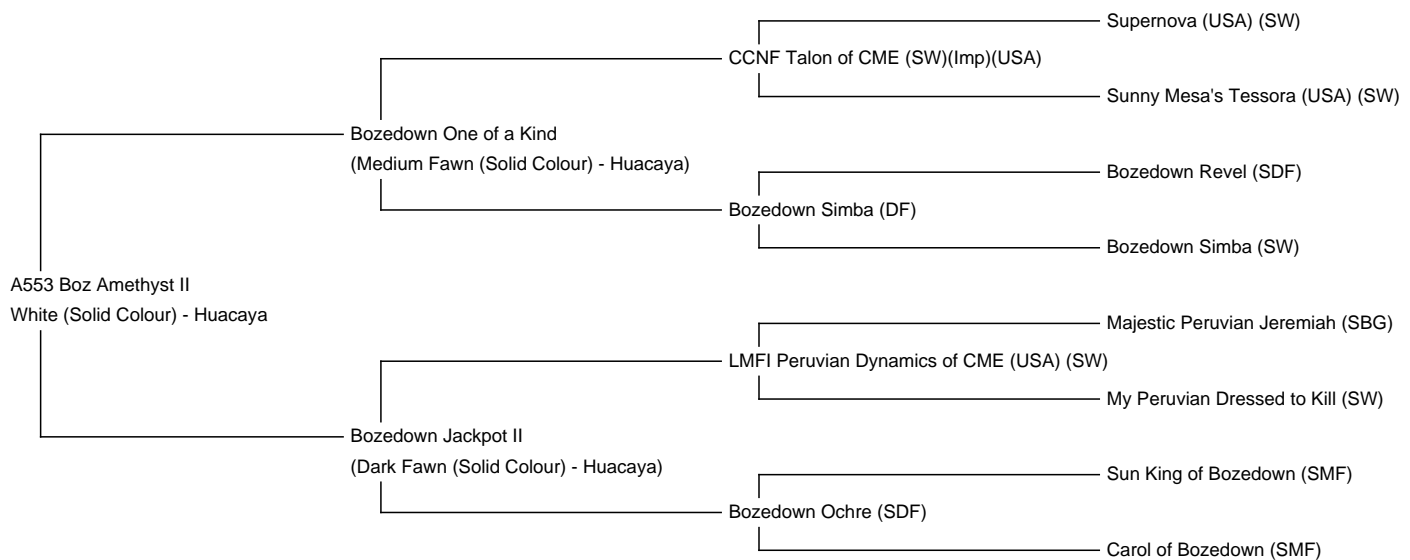 Supernova (USA) (SW)
CCNF Talon of CME (SW)(Imp)(USA)
Sunny Mesa's Tessora (USA) (SW)
Bozedown One of a Kind
(Medium Fawn (Solid Colour) - Huacaya)
Bozedown Revel (SDF)
Bozedown Simba (DF)
Bozedown Simba (SW)
A553 Boz Amethyst II
White (Solid Colour) - Huacaya
Majestic Peruvian Jeremiah (SBG)
LMFI Peruvian Dynamics of CME (USA) (SW)
My Peruvian Dressed to Kill (SW)
Bozedown Jackpot II
(Dark Fawn (Solid Colour) - Huacaya)
Sun King of Bozedown (SMF)
Bozedown Ochre (SDF)
Carol of Bozedown (SMF)